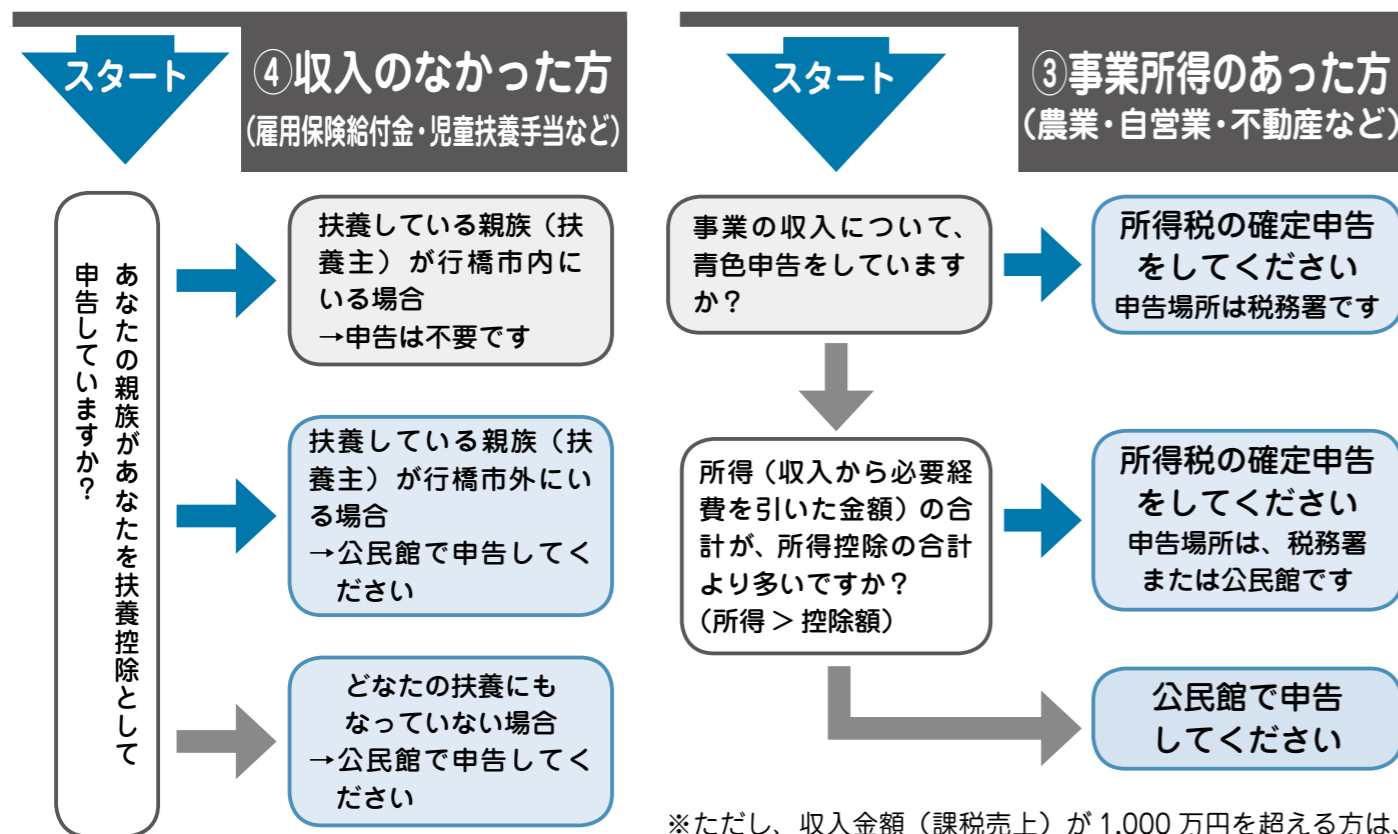 スタート
④収入のなかった方
（雇用保険給付金・児童扶養手当など）
あなたの親族があなたを扶養控除として
申告していますか？
扶養している親族（扶
養主）が行橋市内に
いる場合
→申告は不要です
扶養している親族（扶
養主）が行橋市外にい
る場合
→公民館で申告してく
ださい
どなたの扶養にも
なっていない場合
→公民館で申告してく
ださい
スタート
③事業所得のあった方
（農業・自営業・不動産など）
事業の収入について、
青色申告をしています
か？
所得税の確定申告
をしてください
申告場所は税務署です
所得（収入から必要経
費を引いた金額）の合
計が、所得控除の合計
より多いですか？
（所得 > 控除額）
所得税の確定申告
をしてください
申告場所は、税務署
または公民館です
公民館で申告
してください
※ただし、収入金額（課税売上）が 1,000 万円を超える方は